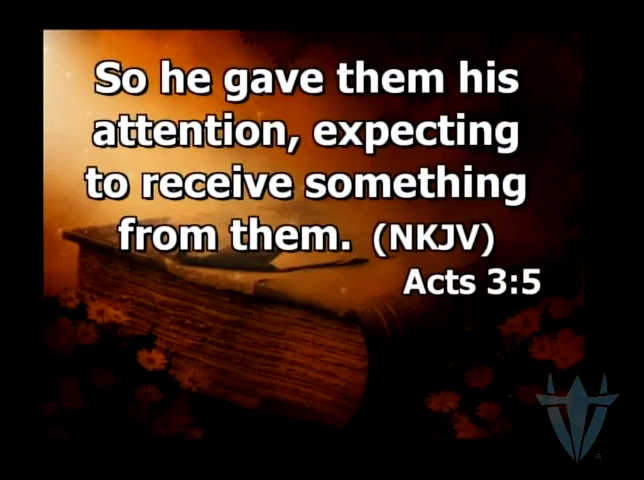 So he gave them his
attention, expecting
to receive something
from them. (NKJV)
Acts 3:5